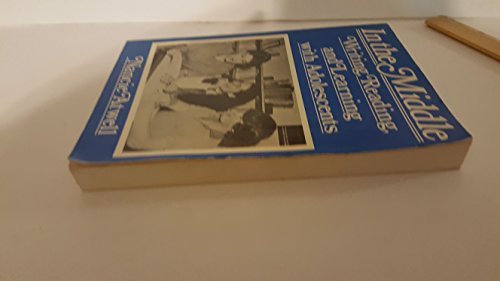 In the Middle
Writing, Reading,
and Learning
with Adolescents
Nancie Atwell